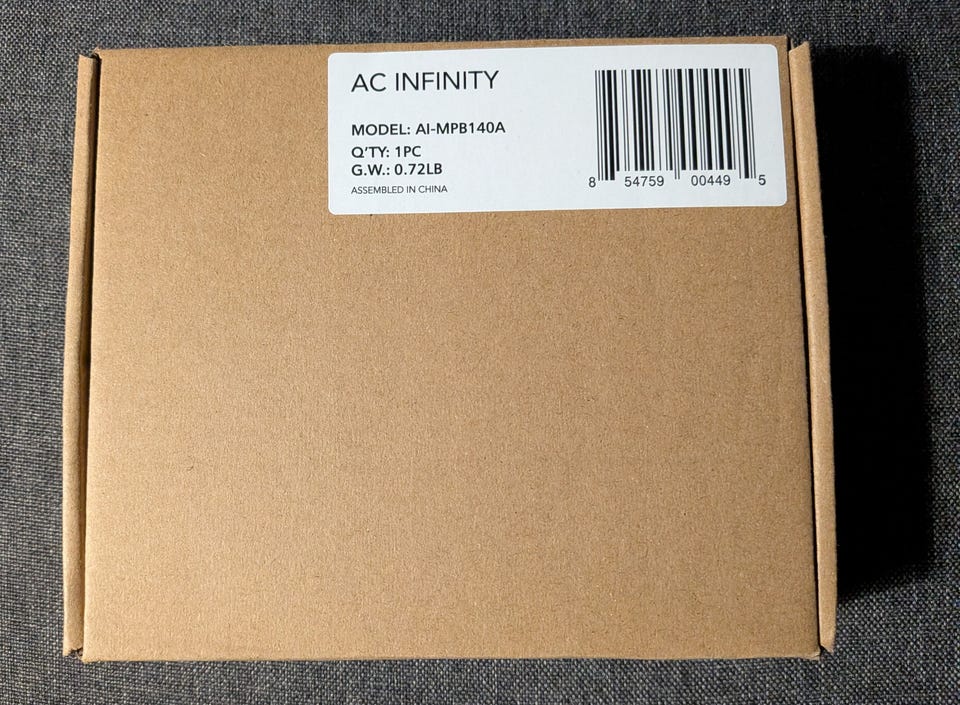 AC INFINITY
MODEL: AI-MPB140A
Q'TY: 1PC
G.W.: 0.72LB
ASSEMBLED IN CHINA
8 54759 00449 5